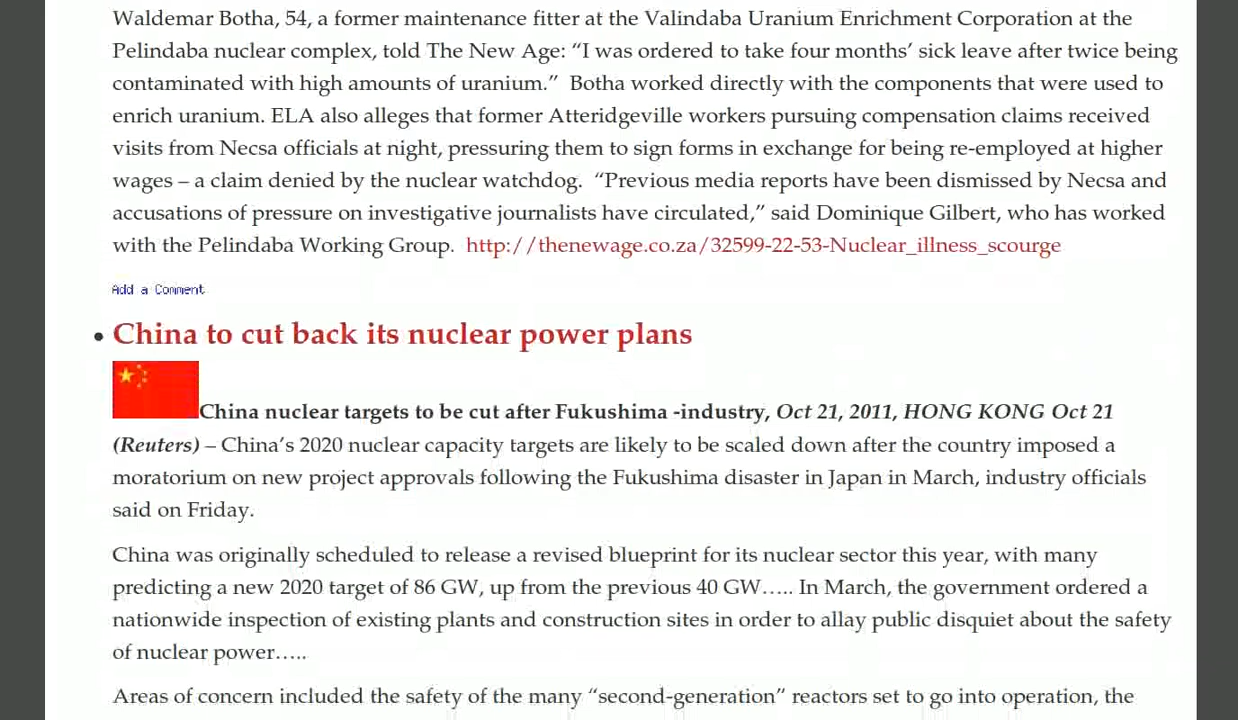 Waldemar Botha, 54, a former maintenance fitter at the Valindaba Uranium Enrichment Corporation at the
Pelindaba nuclear complex, told The New Age: “I was ordered to take four months’ sick leave after twice being
contaminated with high amounts of uranium.”  Botha worked directly with the components that were used to
enrich uranium. ELA also alleges that former Atteridgeville workers pursuing compensation claims received
visits from Necsa officials at night, pressuring them to sign forms in exchange for being re-employed at higher
wages – a claim denied by the nuclear watchdog.  “Previous media reports have been dismissed by Necsa and
accusations of pressure on investigative journalists have circulated,” said Dominique Gilbert, who has worked
with the Pelindaba Working Group.  http://thenewage.co.za/32599-22-53-Nuclear_illness_scourge
Add a Comment
• China to cut back its nuclear power plans
China nuclear targets to be cut after Fukushima -industry, Oct 21, 2011, HONG KONG Oct 21
(Reuters) – China’s 2020 nuclear capacity targets are likely to be scaled down after the country imposed a
moratorium on new project approvals following the Fukushima disaster in Japan in March, industry officials
said on Friday.
China was originally scheduled to release a revised blueprint for its nuclear sector this year, with many
predicting a new 2020 target of 86 GW, up from the previous 40 GW….. In March, the government ordered a
nationwide inspection of existing plants and construction sites in order to allay public disquiet about the safety
of nuclear power…..
Areas of concern included the safety of the many “second-generation” reactors set to go into operation, the